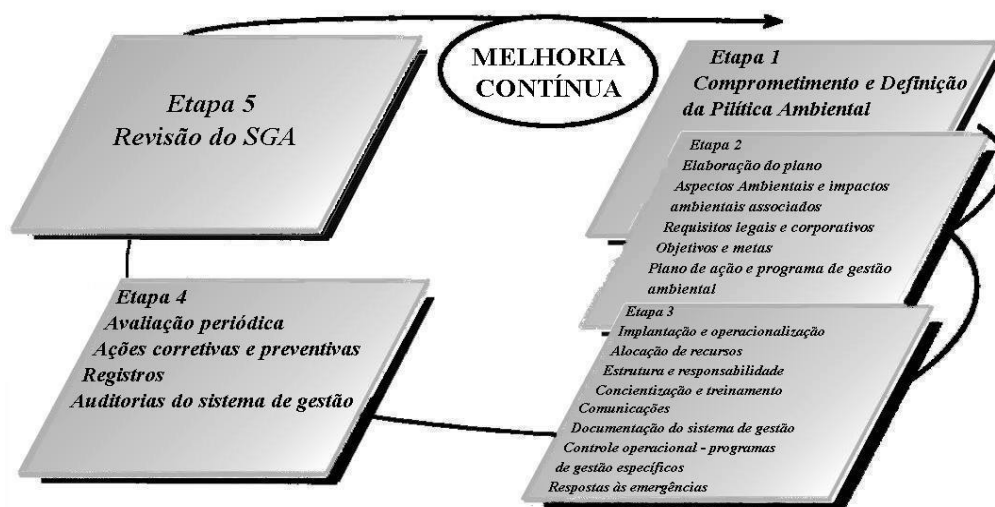 MELHORIA
CONTÍNUA
Etapa 1
Comprometimento e Definição
da Pilítica Ambiental
Etapa 2
Elaboração do plano
Aspectos Ambientais e impactos
ambientais associados
Requisitos legais e corporativos
Objetivos e metas
Plano de ação e programa de gestão
ambiental
Etapa 3
Implantação e operacionalização
Alocação de recursos
Estrutura e responsabilidade
Concientização e treinamento
Comunicações
Documentação do sistema de gestão
Controle operacional - programas
de gestão específicos
Respostas às emergências
Etapa 4
Avaliação periódica
Ações corretivas e preventivas
Registros
Auditorias do sistema de gestão
Etapa 5
Revisão do SGA